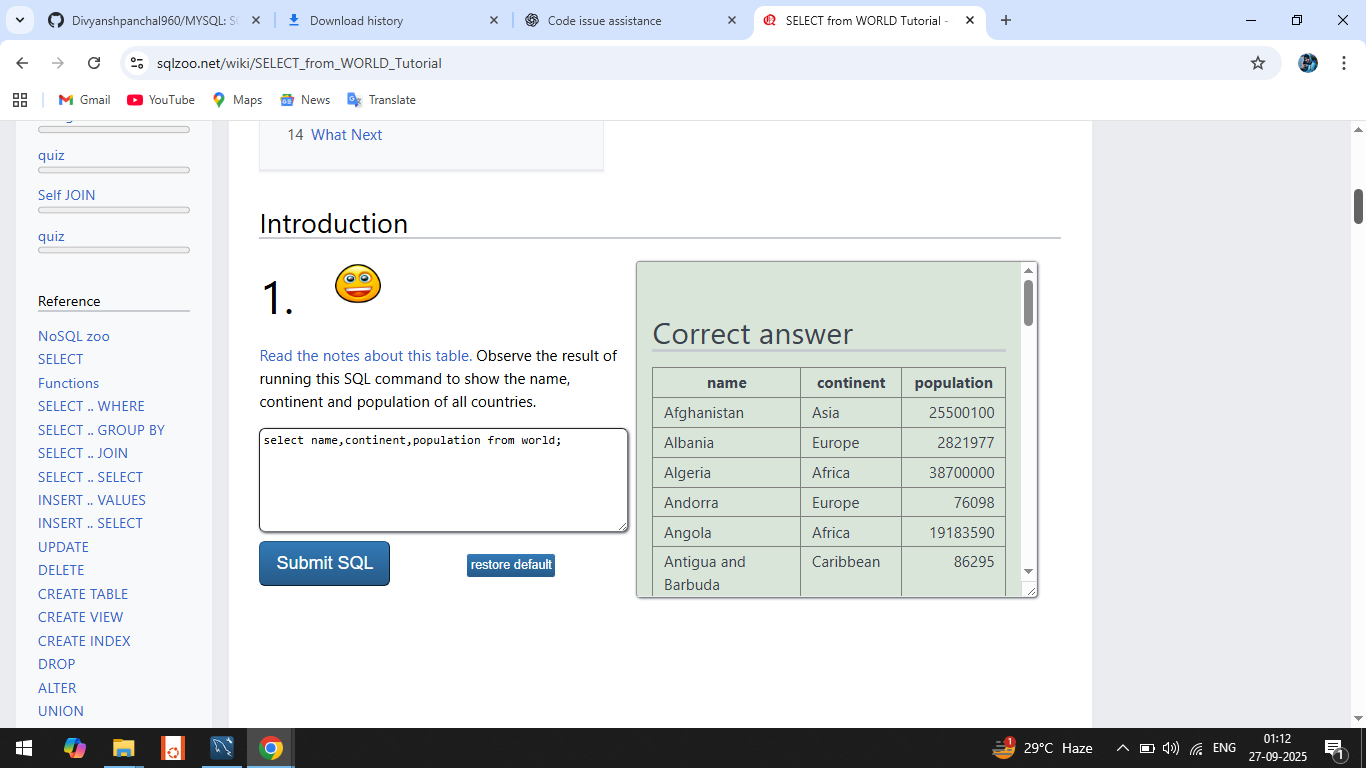 Divyanshpanchal960/MYSQL: S
Download history
Code issue assistance
SELECT from WORLD Tutorial -
sqlzoo.net/wiki/SELECT_from_WORLD_Tutorial
Gmail
YouTube
Maps
News
Translate
quiz
Self JOIN
quiz
Reference
NoSQL zoo
SELECT
Functions
SELECT .. WHERE
SELECT .. GROUP BY
SELECT .. JOIN
SELECT .. SELECT
INSERT .. VALUES
INSERT .. SELECT
UPDATE
DELETE
CREATE TABLE
CREATE VIEW
CREATE INDEX
DROP
ALTER
UNION
14 What Next
Introduction
1.
Read the notes about this table. Observe the result of
running this SQL command to show the name,
continent and population of all countries.
select name,continent,population from world;
Submit SQL
restore default
Correct answer
name continent population
Afghanistan Asia 25500100
Albania Europe 2821977
Algeria Africa 38700000
Andorra Europe 76098
Angola Africa 19183590
Antigua and Caribbean 86295
Barbuda
1
29°C Haze
ENG
01:12
27-09-2025
1